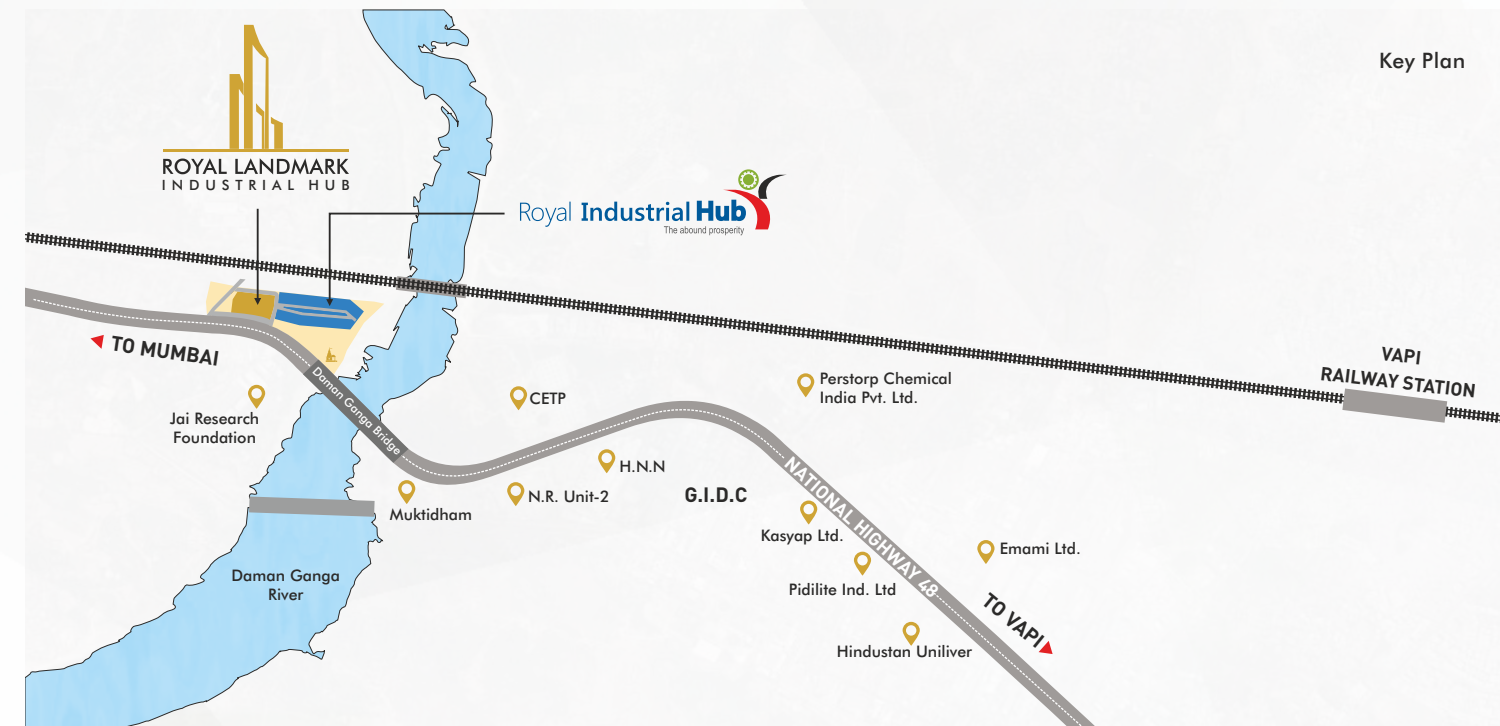 Key Plan
ROYAL LANDMARK
INDUSTRIAL HUB
Royal Industrial Hub
The abound prosperity
TO MUMBAI
VAPI
RAILWAY STATION
Daman Ganga Bridge
Jai Research
Foundation
CETP
Perstorp Chemical
India Pvt. Ltd.
H.N.N
N.R. Unit-2
G.I.D.C
Muktidham
NATIONAL HIGHWAY 48
Kasyap Ltd.
Emami Ltd.
Pidilite Ind. Ltd
Daman Ganga
River
TO VAPI
Hindustan Uniliver